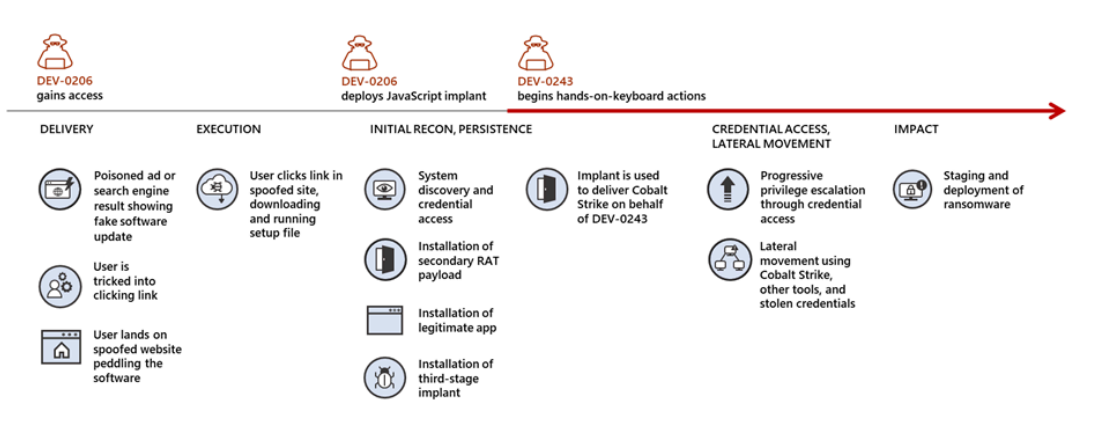 DEV-0206
gains access
DEV-0206
deploys JavaScript implant
DEV-0243
begins hands-on-keyboard actions
DELIVERY
Poisoned ad or
search engine
result showing
fake software
update
User is
tricked into
clicking link
User lands on
spoofed website
peddling the
software
EXECUTION
User clicks link in
spoofed site,
downloading
and running
setup file
INITIAL RECON, PERSISTENCE
System
discovery and
credential
access
Installation of
secondary RAT
payload
Installation of
legitimate app
Installation of
third-stage
implant
Implant is used
to deliver Cobalt
Strike on behalf
of DEV-0243
CREDENTIAL ACCESS,
LATERAL MOVEMENT
Progressive
privilege escalation
through credential
access
Lateral
movement using
Cobalt Strike,
other tools, and
stolen credentials
IMPACT
Staging and
deployment of
ransomware